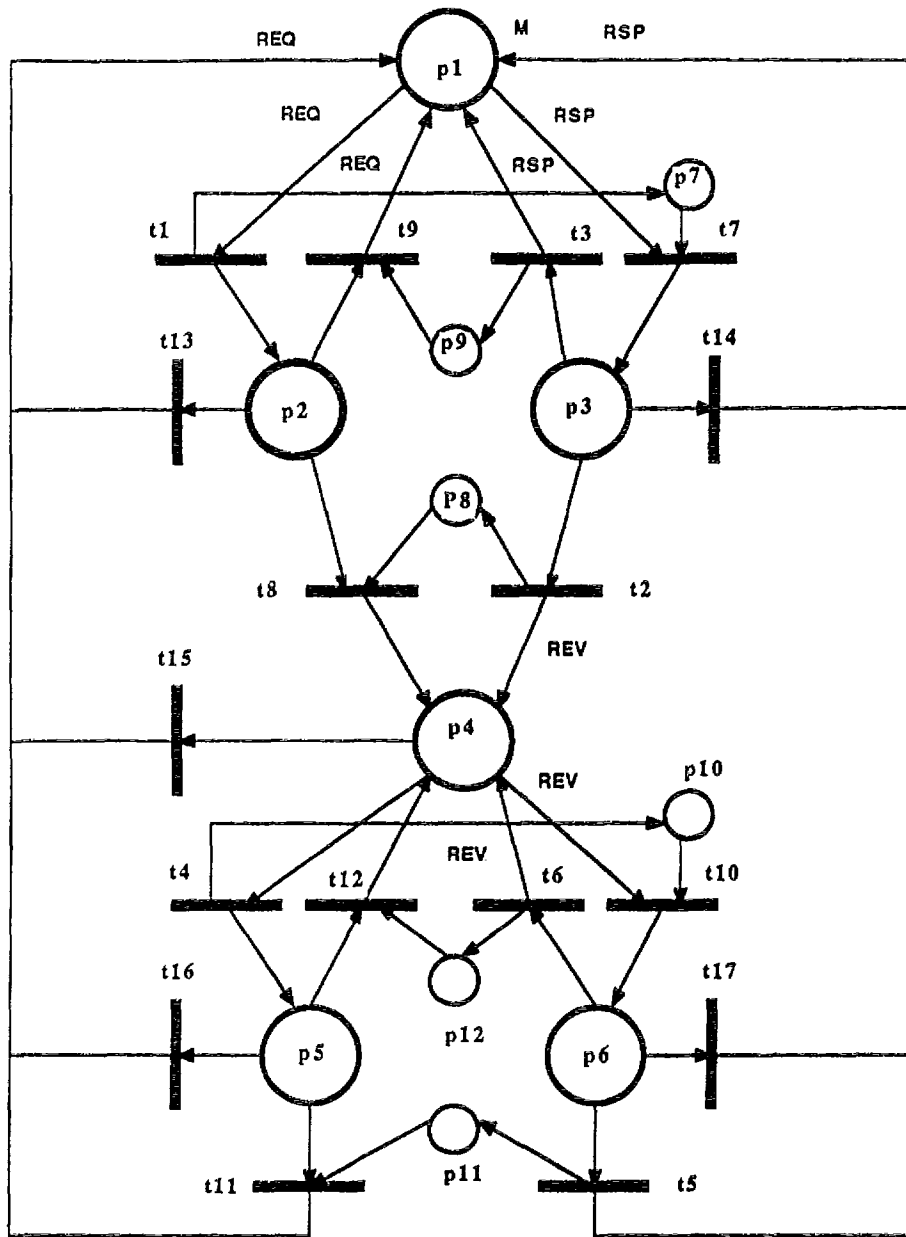 M
REQ
RSP
p1
REQ
RSP
REQ
RSP
p7
t1
t9
t3
t7
t13
p9
t14
p2
p3
P8
t8
t2
REV
t15
p4
REV
p10
REV
t4
t12
t6
t10
t16
t17
p12
p5
p6
p11
t11
t5